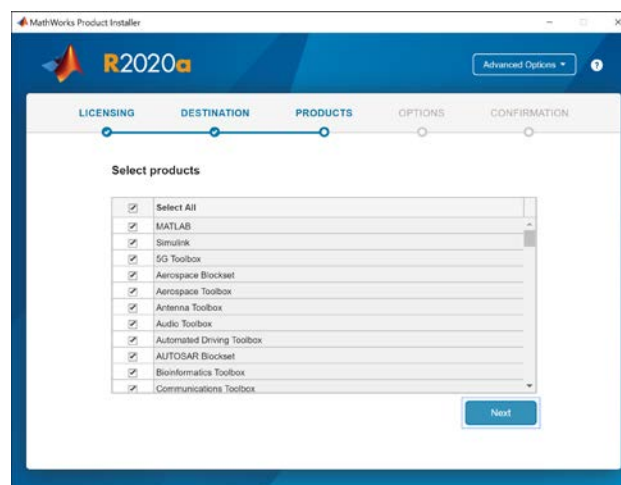 MathWorks Product Installer
R2020a
Advanced Options
?
LICENSING DESTINATION PRODUCTS OPTIONS CONFIRMATION
Select products
Select All
MATLAB
Simulink
5G Toolbox
Aerospace Blockset
Aerospace Toolbox
Antenna Toolbox
Audio Toolbox
Automated Driving Toolbox
AUTOSAR Blockset
Bioinformatics Toolbox
Communications Toolbox
Next